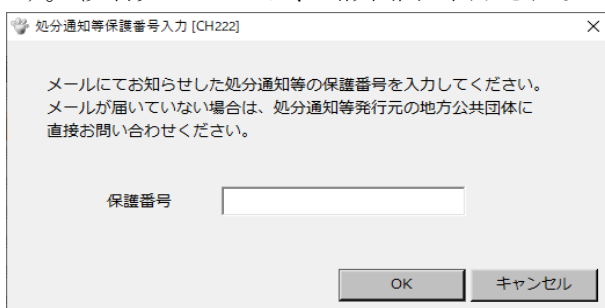 処分通知等保護番号入力 [CH222]
メールにてお知らせした処分通知等の保護番号を入力してください。
メールが届いていない場合は、処分通知等発行元の地方公共団体に
直接お問い合わせください。
保護番号
OK キャンセル